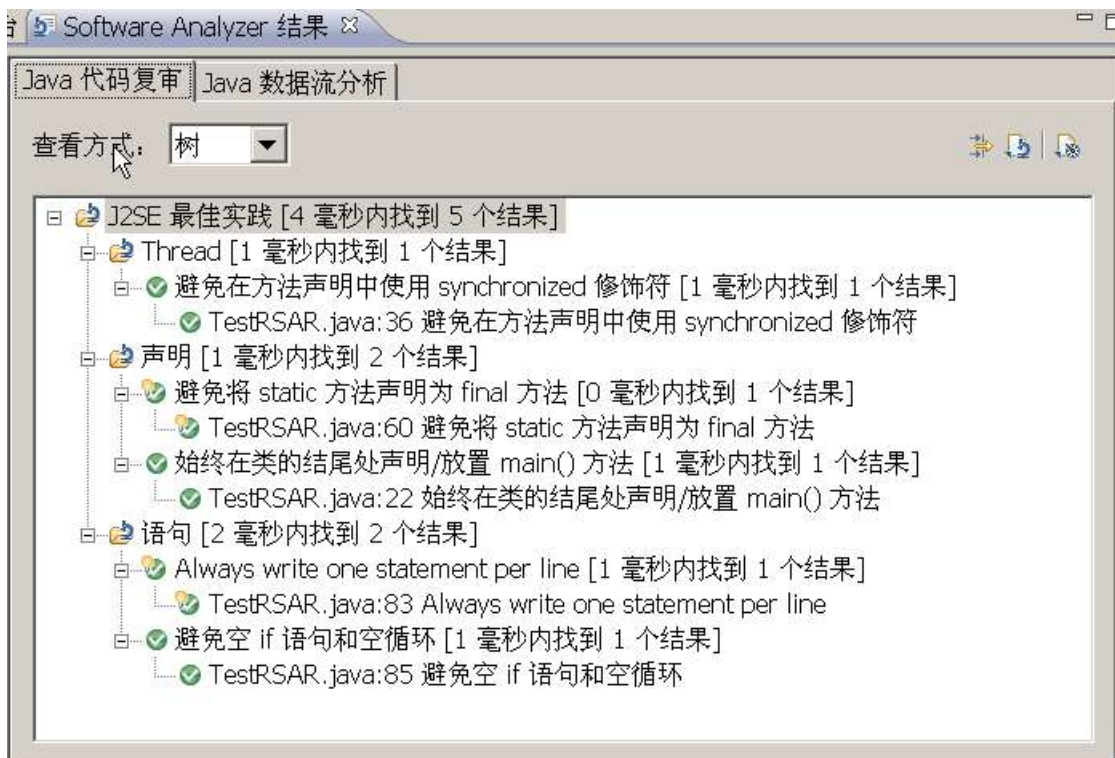 Software Analyzer 结果
Java 代码复审 Java 数据流分析
查看方式： 树
J2SE 最佳实践 [4 毫秒内找到 5 个结果]
Thread [1 毫秒内找到 1 个结果]
避免在方法声明中使用 synchronized 修饰符 [1 毫秒内找到 1 个结果]
TestRSAR.java:36 避免在方法声明中使用 synchronized 修饰符
声明 [1 毫秒内找到 2 个结果]
避免将 static 方法声明为 final 方法 [0 毫秒内找到 1 个结果]
TestRSAR.java:60 避免将 static 方法声明为 final 方法
始终在类的结尾处声明/放置 main() 方法 [1 毫秒内找到 1 个结果]
TestRSAR.java:22 始终在类的结尾处声明/放置 main() 方法
语句 [2 毫秒内找到 2 个结果]
Always write one statement per line [1 毫秒内找到 1 个结果]
TestRSAR.java:83 Always write one statement per line
避免空 if 语句和空循环 [1 毫秒内找到 1 个结果]
TestRSAR.java:85 避免空 if 语句和空循环